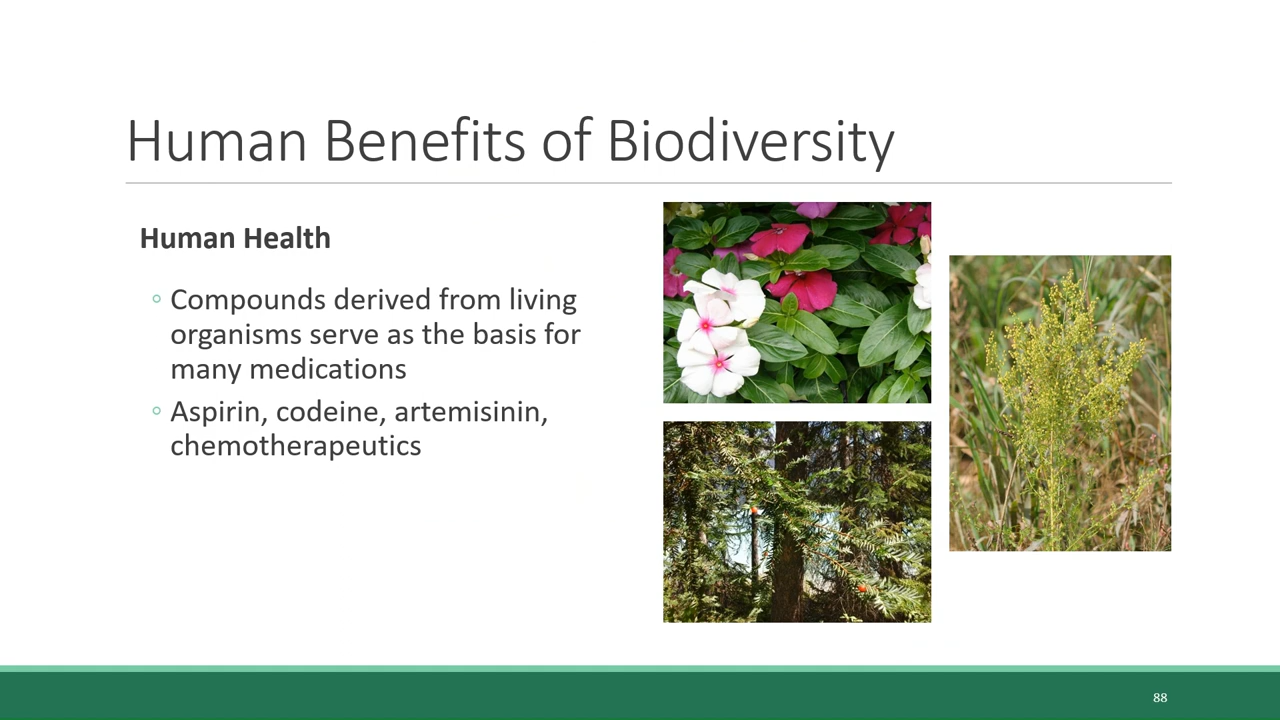 Human Benefits of Biodiversity
Human Health
◦ Compounds derived from living
organisms serve as the basis for
many medications
◦ Aspirin, codeine, artemisinin,
chemotherapeutics
88